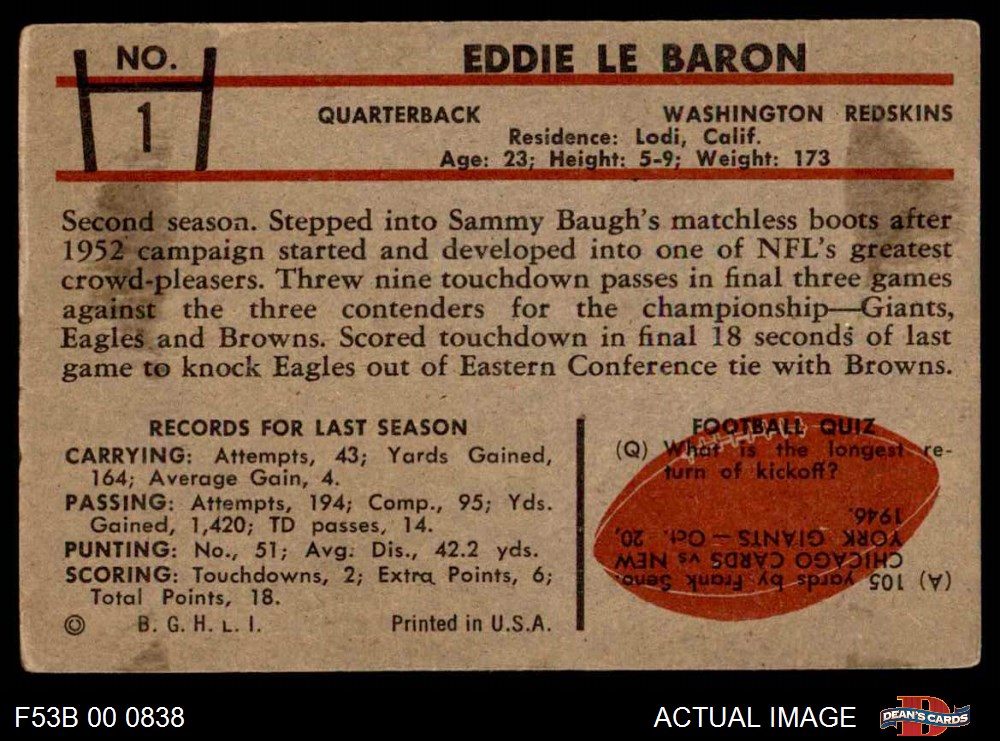 NO.
1
EDDIE LE BARON
QUARTERBACK WASHINGTON REDSKINS
Residence: Lodi, Calif.
Age: 23; Height: 5-9; Weight: 173
Second season. Stepped into Sammy Baugh's matchless boots after
1952 campaign started and developed into one of NFL's greatest
crowd-pleasers. Threw nine touchdown passes in final three games
against the three contenders for the championship—Giants,
Eagles and Browns. Scored touchdown in final 18 seconds of last
game to knock Eagles out of Eastern Conference tie with Browns.
RECORDS FOR LAST SEASON
CARRYING: Attempts, 43; Yards Gained,
164; Average Gain, 4.
PASSING: Attempts, 194; Comp., 95; Yds.
Gained, 1,420; TD passes, 14.
PUNTING: No., 51; Avg. Dis., 42.2 yds.
SCORING: Touchdowns, 2; Extra Points, 6;
Total Points, 18.
© B. G. H. L. I. Printed in U.S.A.
FOOTBALL QUIZ
(Q) What is the longest re-
turn of kickoff?
(A) 105 yards by Frank Seno,
CHICAGO CARDS vs NEW
YORK GIANTS — Oct. 20,
1946.
F53B 00 0838
ACTUAL IMAGE
DEAN'S CARDS